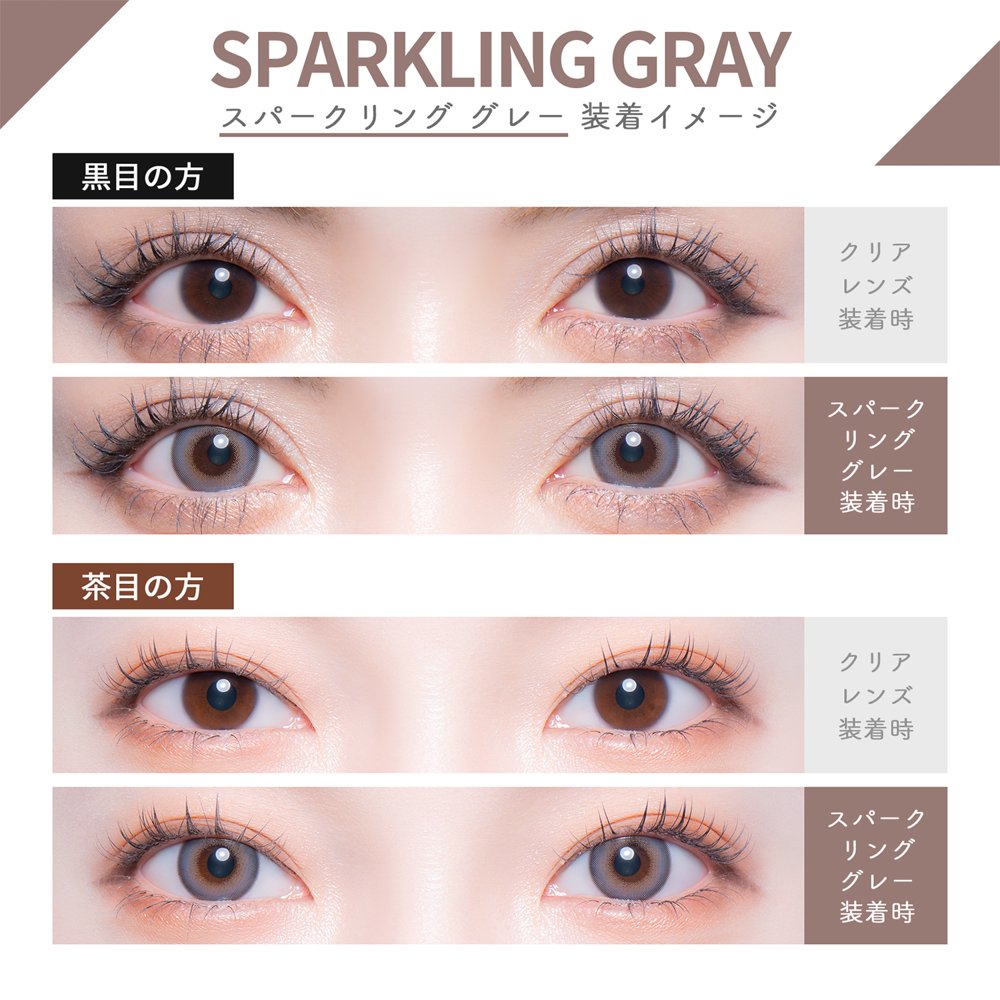 SPARKLING GRAY
スパークリング グレー 装着イメージ
黒目の方
クリア
レンズ
装着時
スパーク
リング
グレー
装着時
茶目の方
クリア
レンズ
装着時
スパーク
リング
グレー
装着時